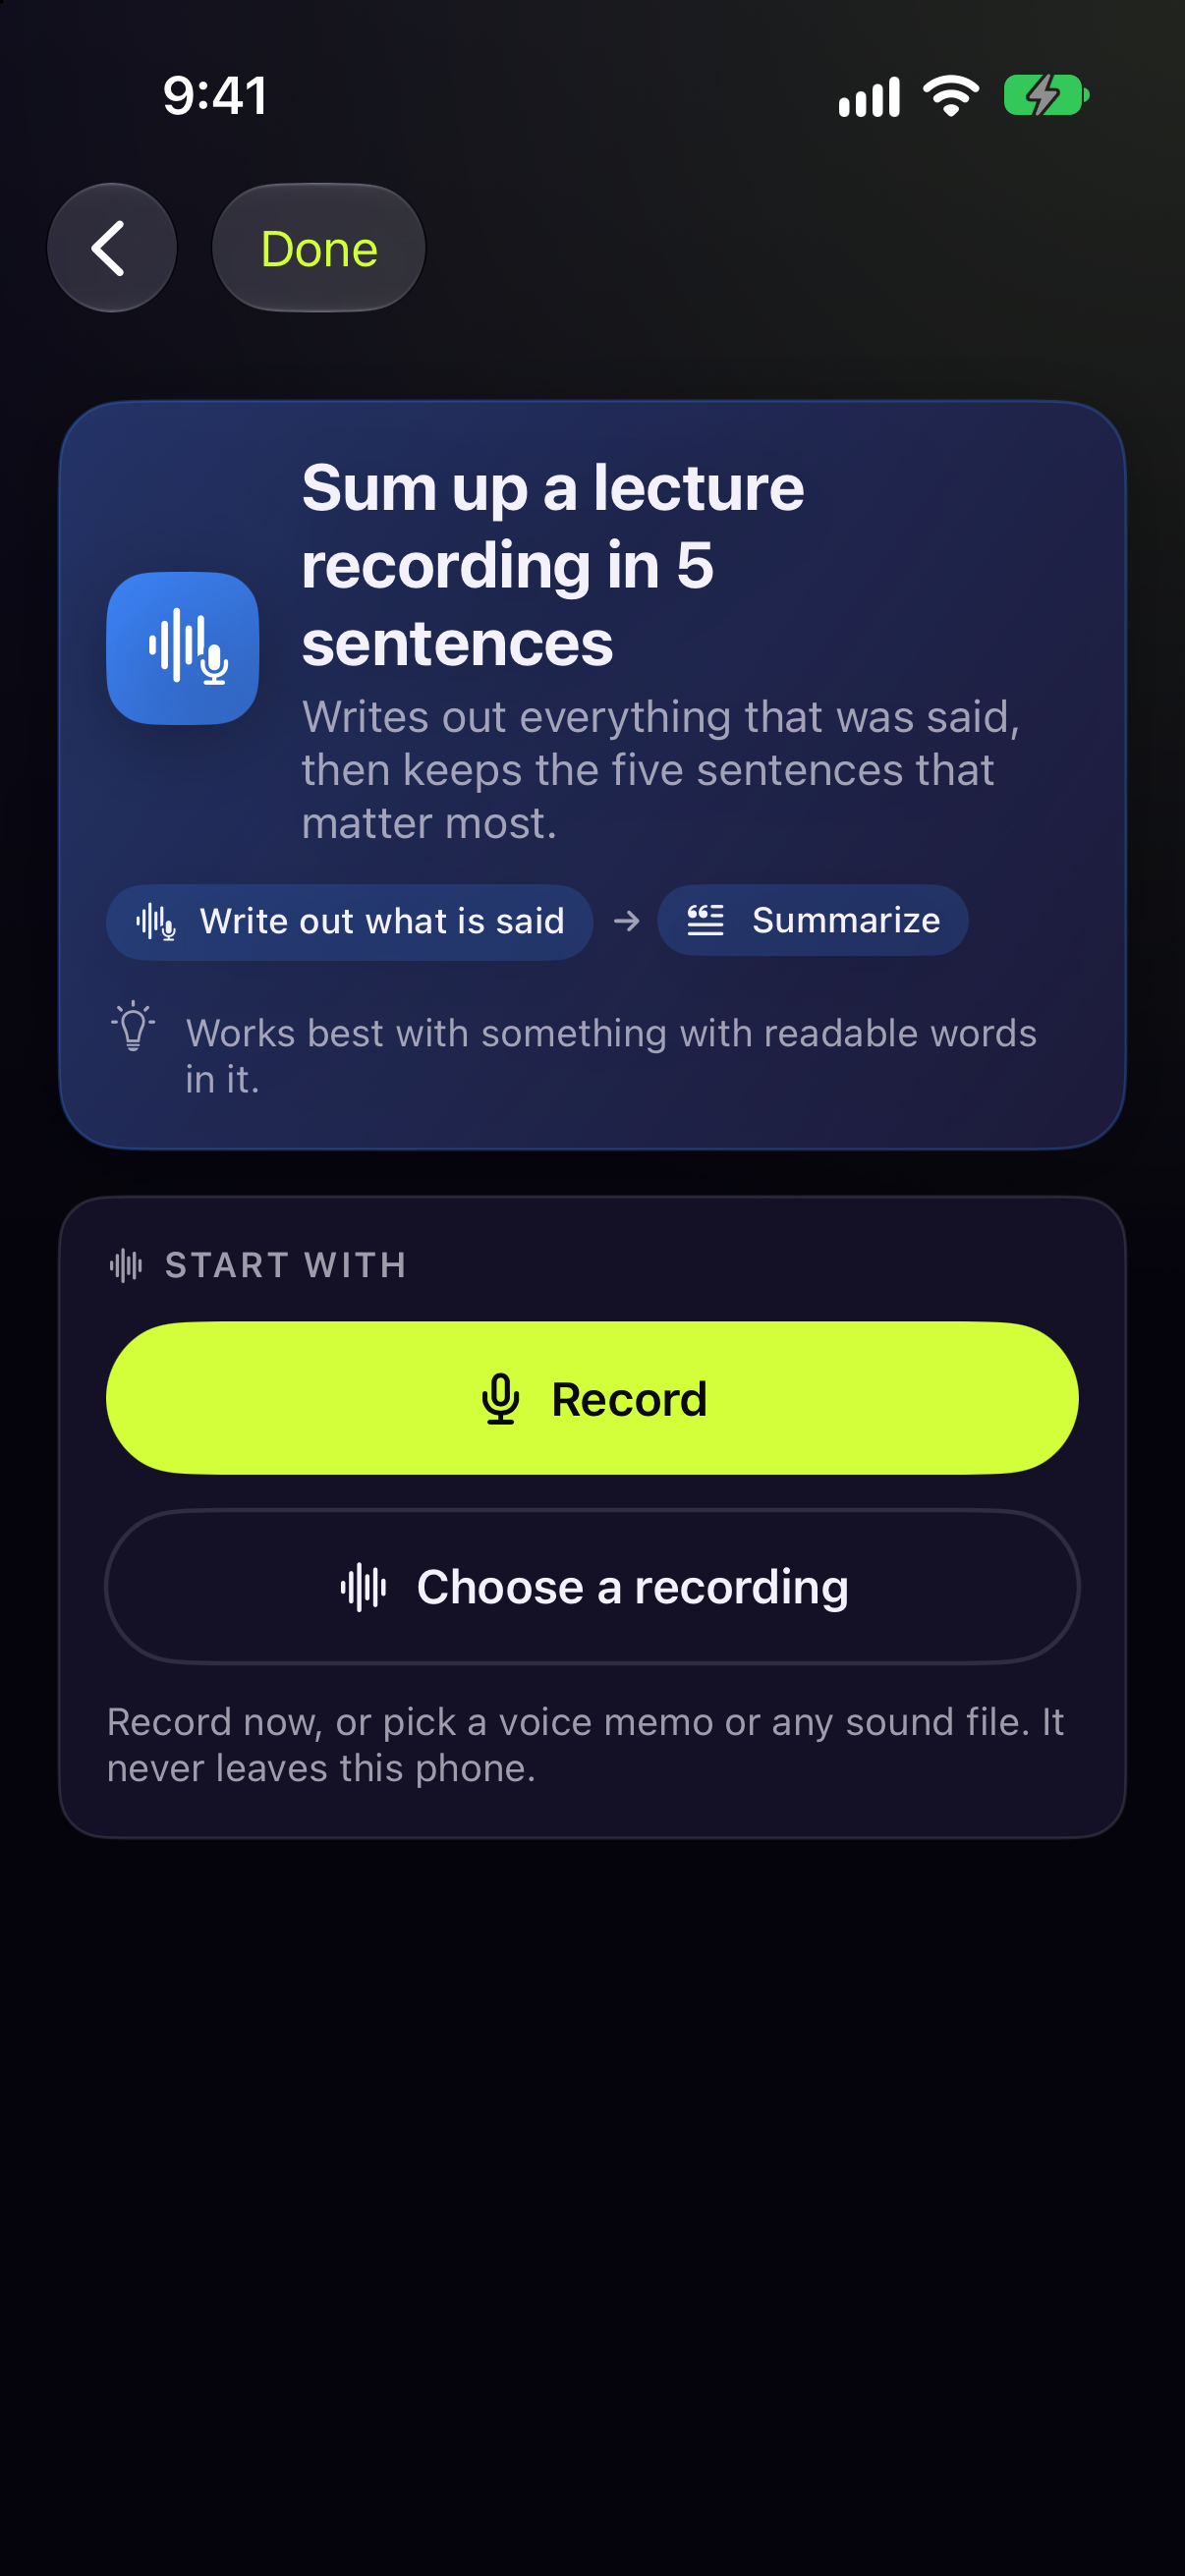 9:41
Done
Sum up a lecture
recording in 5
sentences
Writes out everything that was said,
then keeps the five sentences that
matter most.
Write out what is said → Summarize
Works best with something with readable words
in it.
START WITH
Record
Choose a recording
Record now, or pick a voice memo or any sound file. It
never leaves this phone.